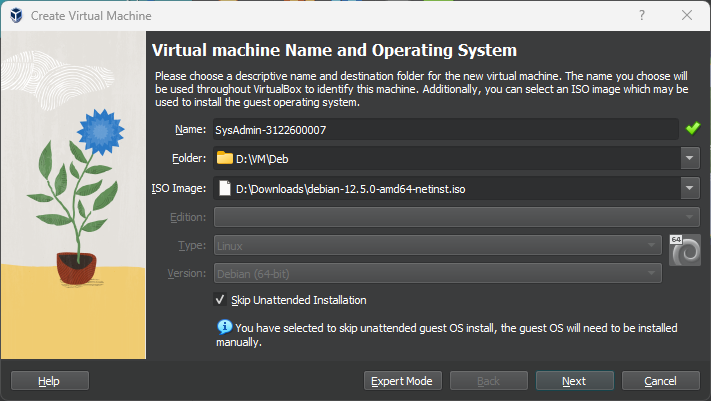 Create Virtual Machine
? ×
Virtual machine Name and Operating System
Please choose a descriptive name and destination folder for the new virtual machine. The name you choose will
be used throughout VirtualBox to identify this machine. Additionally, you can select an ISO image which may be
used to install the guest operating system.
Name: SysAdmin-3122600007
Folder: D:\VM\Deb
ISO Image: D:\Downloads\debian-12.5.0-amd64-netinst.iso
Edition:
Type: Linux
64
Version: Debian (64-bit)
Skip Unattended Installation
You have selected to skip unattended guest OS install, the guest OS will need to be installed
manually.
Help Expert Mode Back Next Cancel